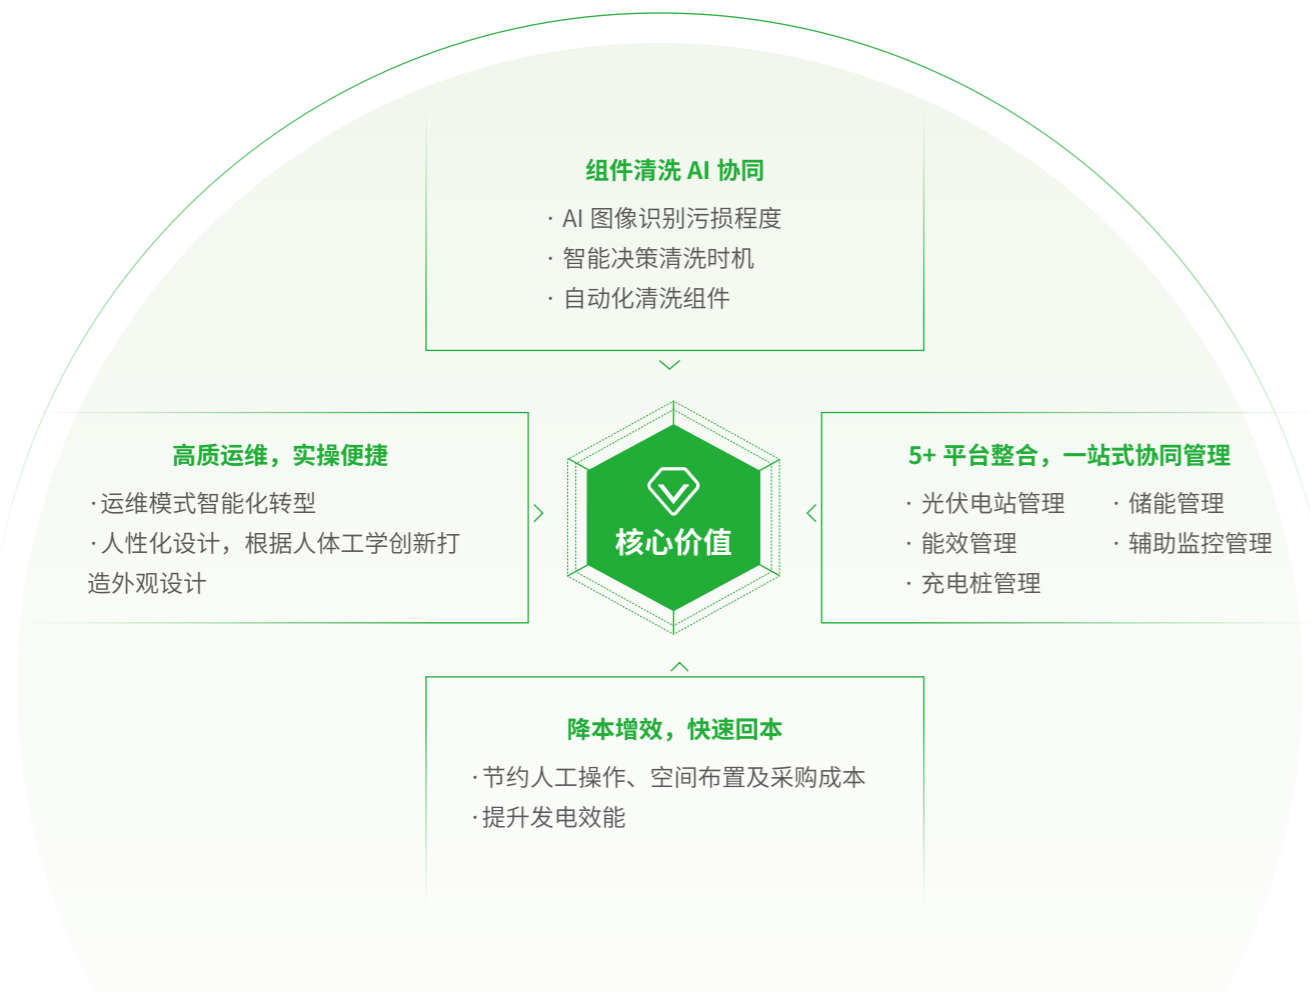 组件清洗 AI 协同
· AI 图像识别污损程度
· 智能决策清洗时机
· 自动化清洗组件
高质运维，实操便捷
·运维模式智能化转型
·人性化设计，根据人体工学创新打
造外观设计
核心价值
5+ 平台整合，一站式协同管理
· 光伏电站管理
· 能效管理
· 充电桩管理
· 储能管理
· 辅助监控管理
降本增效，快速回本
·节约人工操作、空间布置及采购成本
·提升发电效能